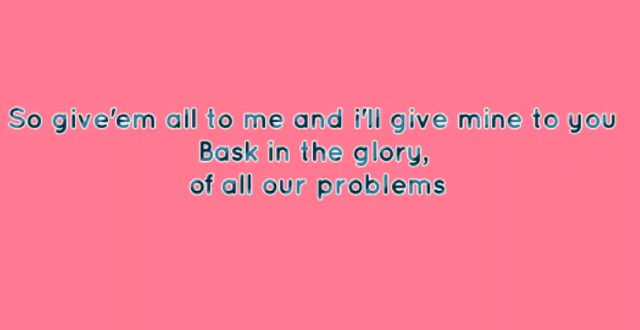 So give'em all to me and i'll give mine to you
Bask in the glory,
of all our problems